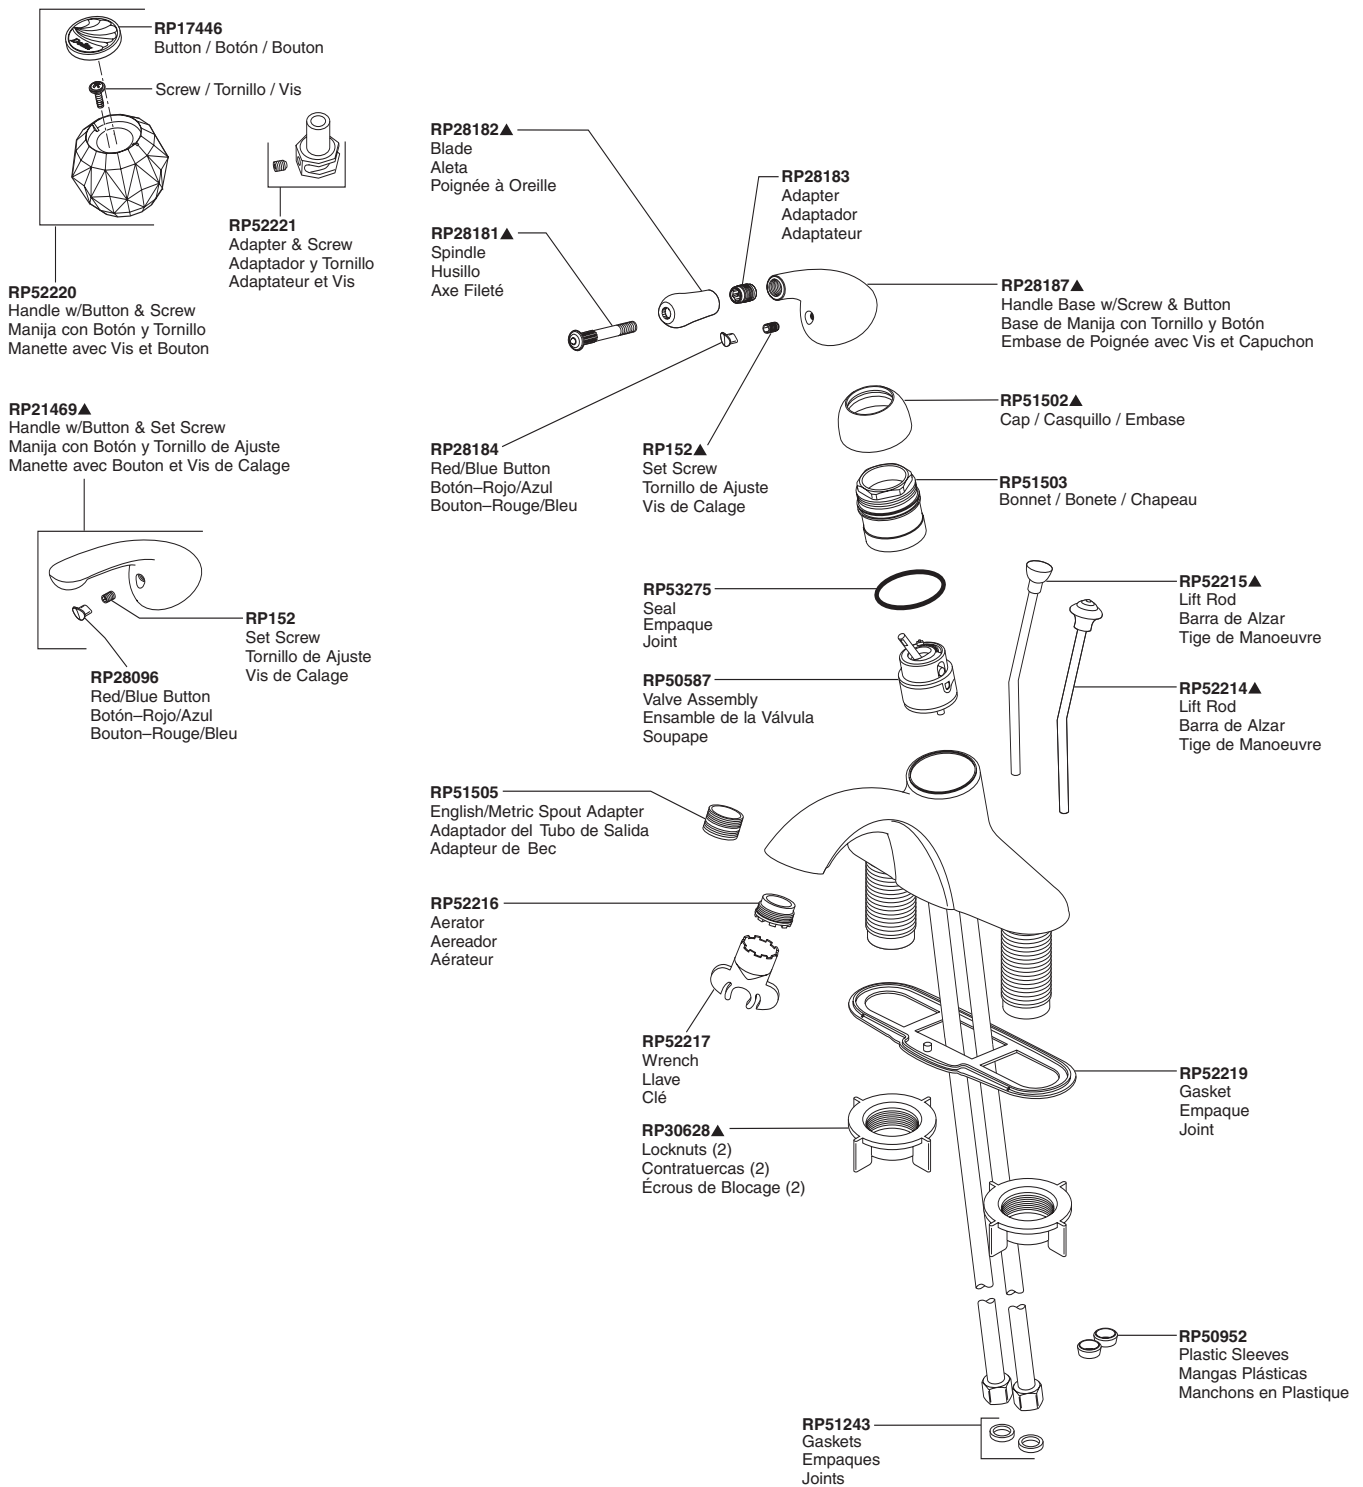 RP17446
Button / Botón / Bouton
Screw / Tornillo / Vis
RP52221
Adapter & Screw
Adaptador y Tornillo
Adaptateur et Vis
RP52220
Handle w/Button & Screw
Manija con Botón y Tornillo
Manette avec Vis et Bouton
RP21469▲
Handle w/Button & Set Screw
Manija con Botón y Tornillo de Ajuste
Manette avec Bouton et Vis de Calage
RP152
Set Screw
Tornillo de Ajuste
Vis de Calage
RP28096
Red/Blue Button
Botón–Rojo/Azul
Bouton–Rouge/Bleu
RP28182▲
Blade
Aleta
Poignée à Oreille
RP28181▲
Spindle
Husillo
Axe Fileté
RP28183
Adapter
Adaptador
Adaptateur
RP28187▲
Handle Base w/Screw & Button
Base de Manija con Tornillo y Botón
Embase de Poignée avec Vis et Capuchon
RP28184
Red/Blue Button
Botón–Rojo/Azul
Bouton–Rouge/Bleu
RP152▲
Set Screw
Tornillo de Ajuste
Vis de Calage
RP51502▲
Cap / Casquillo / Embase
RP51503
Bonnet / Bonete / Chapeau
RP53275
Seal
Empaque
Joint
RP50587
Valve Assembly
Ensamble de la Válvula
Soupape
RP52215▲
Lift Rod
Barra de Alzar
Tige de Manoeuvre
RP52214▲
Lift Rod
Barra de Alzar
Tige de Manoeuvre
RP51505
English/Metric Spout Adapter
Adaptador del Tubo de Salida
Adapteur de Bec
RP52216
Aerator
Aereador
Aérateur
RP52217
Wrench
Llave
Clé
RP52219
Gasket
Empaque
Joint
RP30628▲
Locknuts (2)
Contratuercas (2)
Écrous de Blocage (2)
RP50952
Plastic Sleeves
Mangas Plásticas
Manchons en Plastique
RP51243
Gaskets
Empaques
Joints